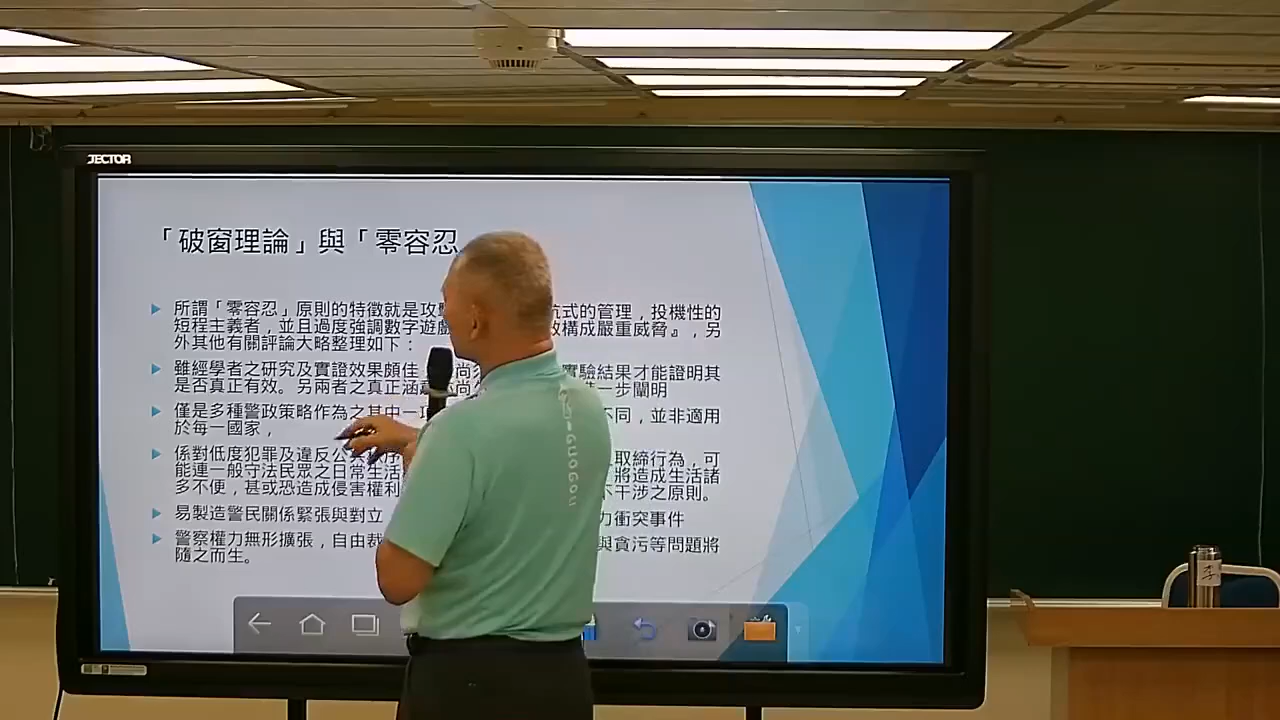 JECTOR
「破窗理論」與「零容忍
所謂「零容忍」原則的特徵就是攻 式的管理，投機性的
短程主義者，並且過度強調數字遊 構成嚴重威脅』，另
外其他有關評論大略整理如下：
雖經學者之研究及實證效果頗佳 實驗結果才能證明其
是否真正有效。另兩者之真正涵 尚 一步闡明
僅是多種警政策略作為之其中一 不同，並非適用
於每一國家，
係對低度犯罪及違反公 取締行為，可
能連一般守法民眾之日常生活 將造成生活諸
多不便，甚或恐造成侵害權利 不干涉之原則。
易製造警民關係緊張與對立 力衝突事件
警察權力無形擴張，自由裁 與貪污等問題將
隨之而生。
李